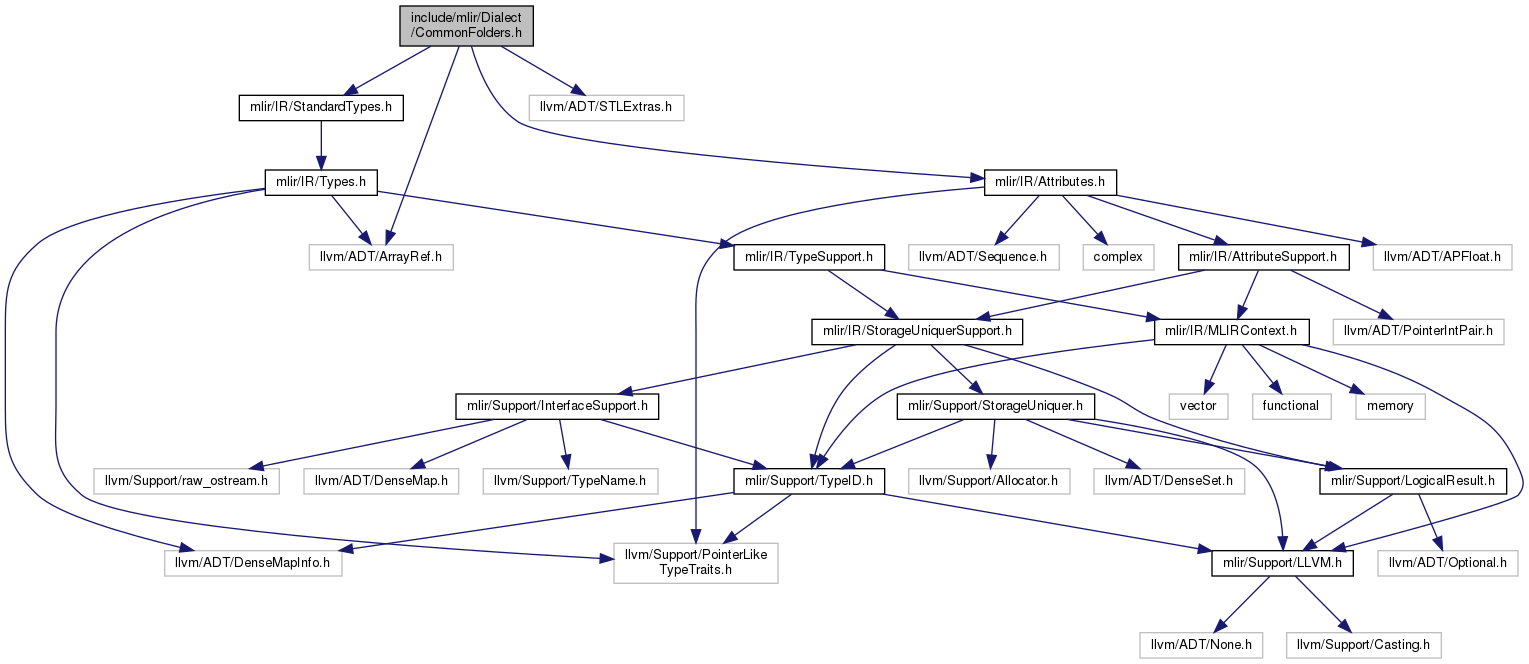 include/mlir/Dialect
/CommonFolders.h
mlir/IR/StandardTypes.h
llvm/ADT/STLExtras.h
mlir/IR/Types.h
mlir/IR/Attributes.h
llvm/ADT/ArrayRef.h
mlir/IR/TypeSupport.h
llvm/ADT/Sequence.h
complex
mlir/IR/AttributeSupport.h
llvm/ADT/APFloat.h
mlir/IR/StorageUniquerSupport.h
mlir/IR/MLIRContext.h
llvm/ADT/PointerIntPair.h
mlir/Support/InterfaceSupport.h
mlir/Support/StorageUniquer.h
vector
functional
memory
llvm/Support/raw_ostream.h
llvm/ADT/DenseMap.h
llvm/Support/TypeName.h
mlir/Support/TypeID.h
llvm/Support/Allocator.h
llvm/ADT/DenseSet.h
mlir/Support/LogicalResult.h
llvm/ADT/DenseMapInfo.h
llvm/Support/PointerLike
TypeTraits.h
mlir/Support/LLVM.h
llvm/ADT/Optional.h
llvm/ADT/None.h
llvm/Support/Casting.h